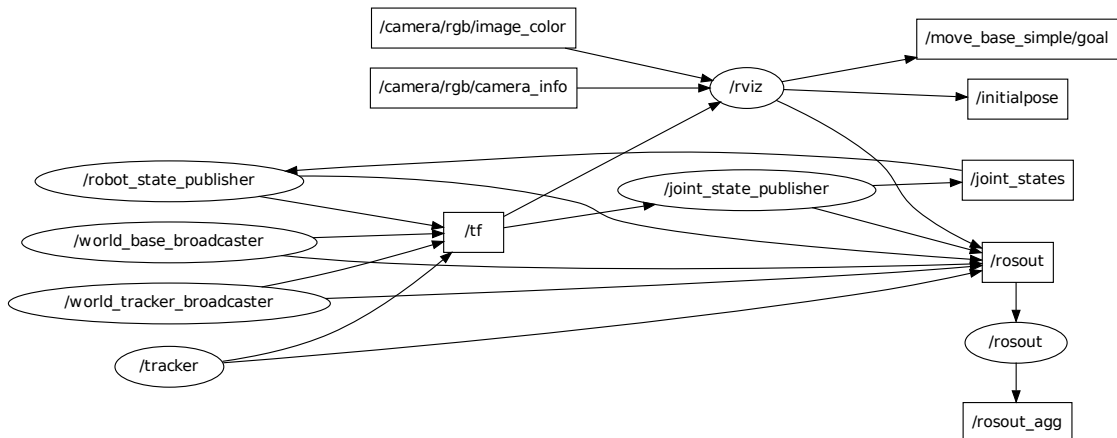 /camera/rgb/image_color
/move_base_simple/goal
/camera/rgb/camera_info
/rviz
/initialpose
/robot_state_publisher
/joint_state_publisher
/joint_states
/tf
/world_base_broadcaster
/rosout
/world_tracker_broadcaster
/rosout
/tracker
/rosout_agg